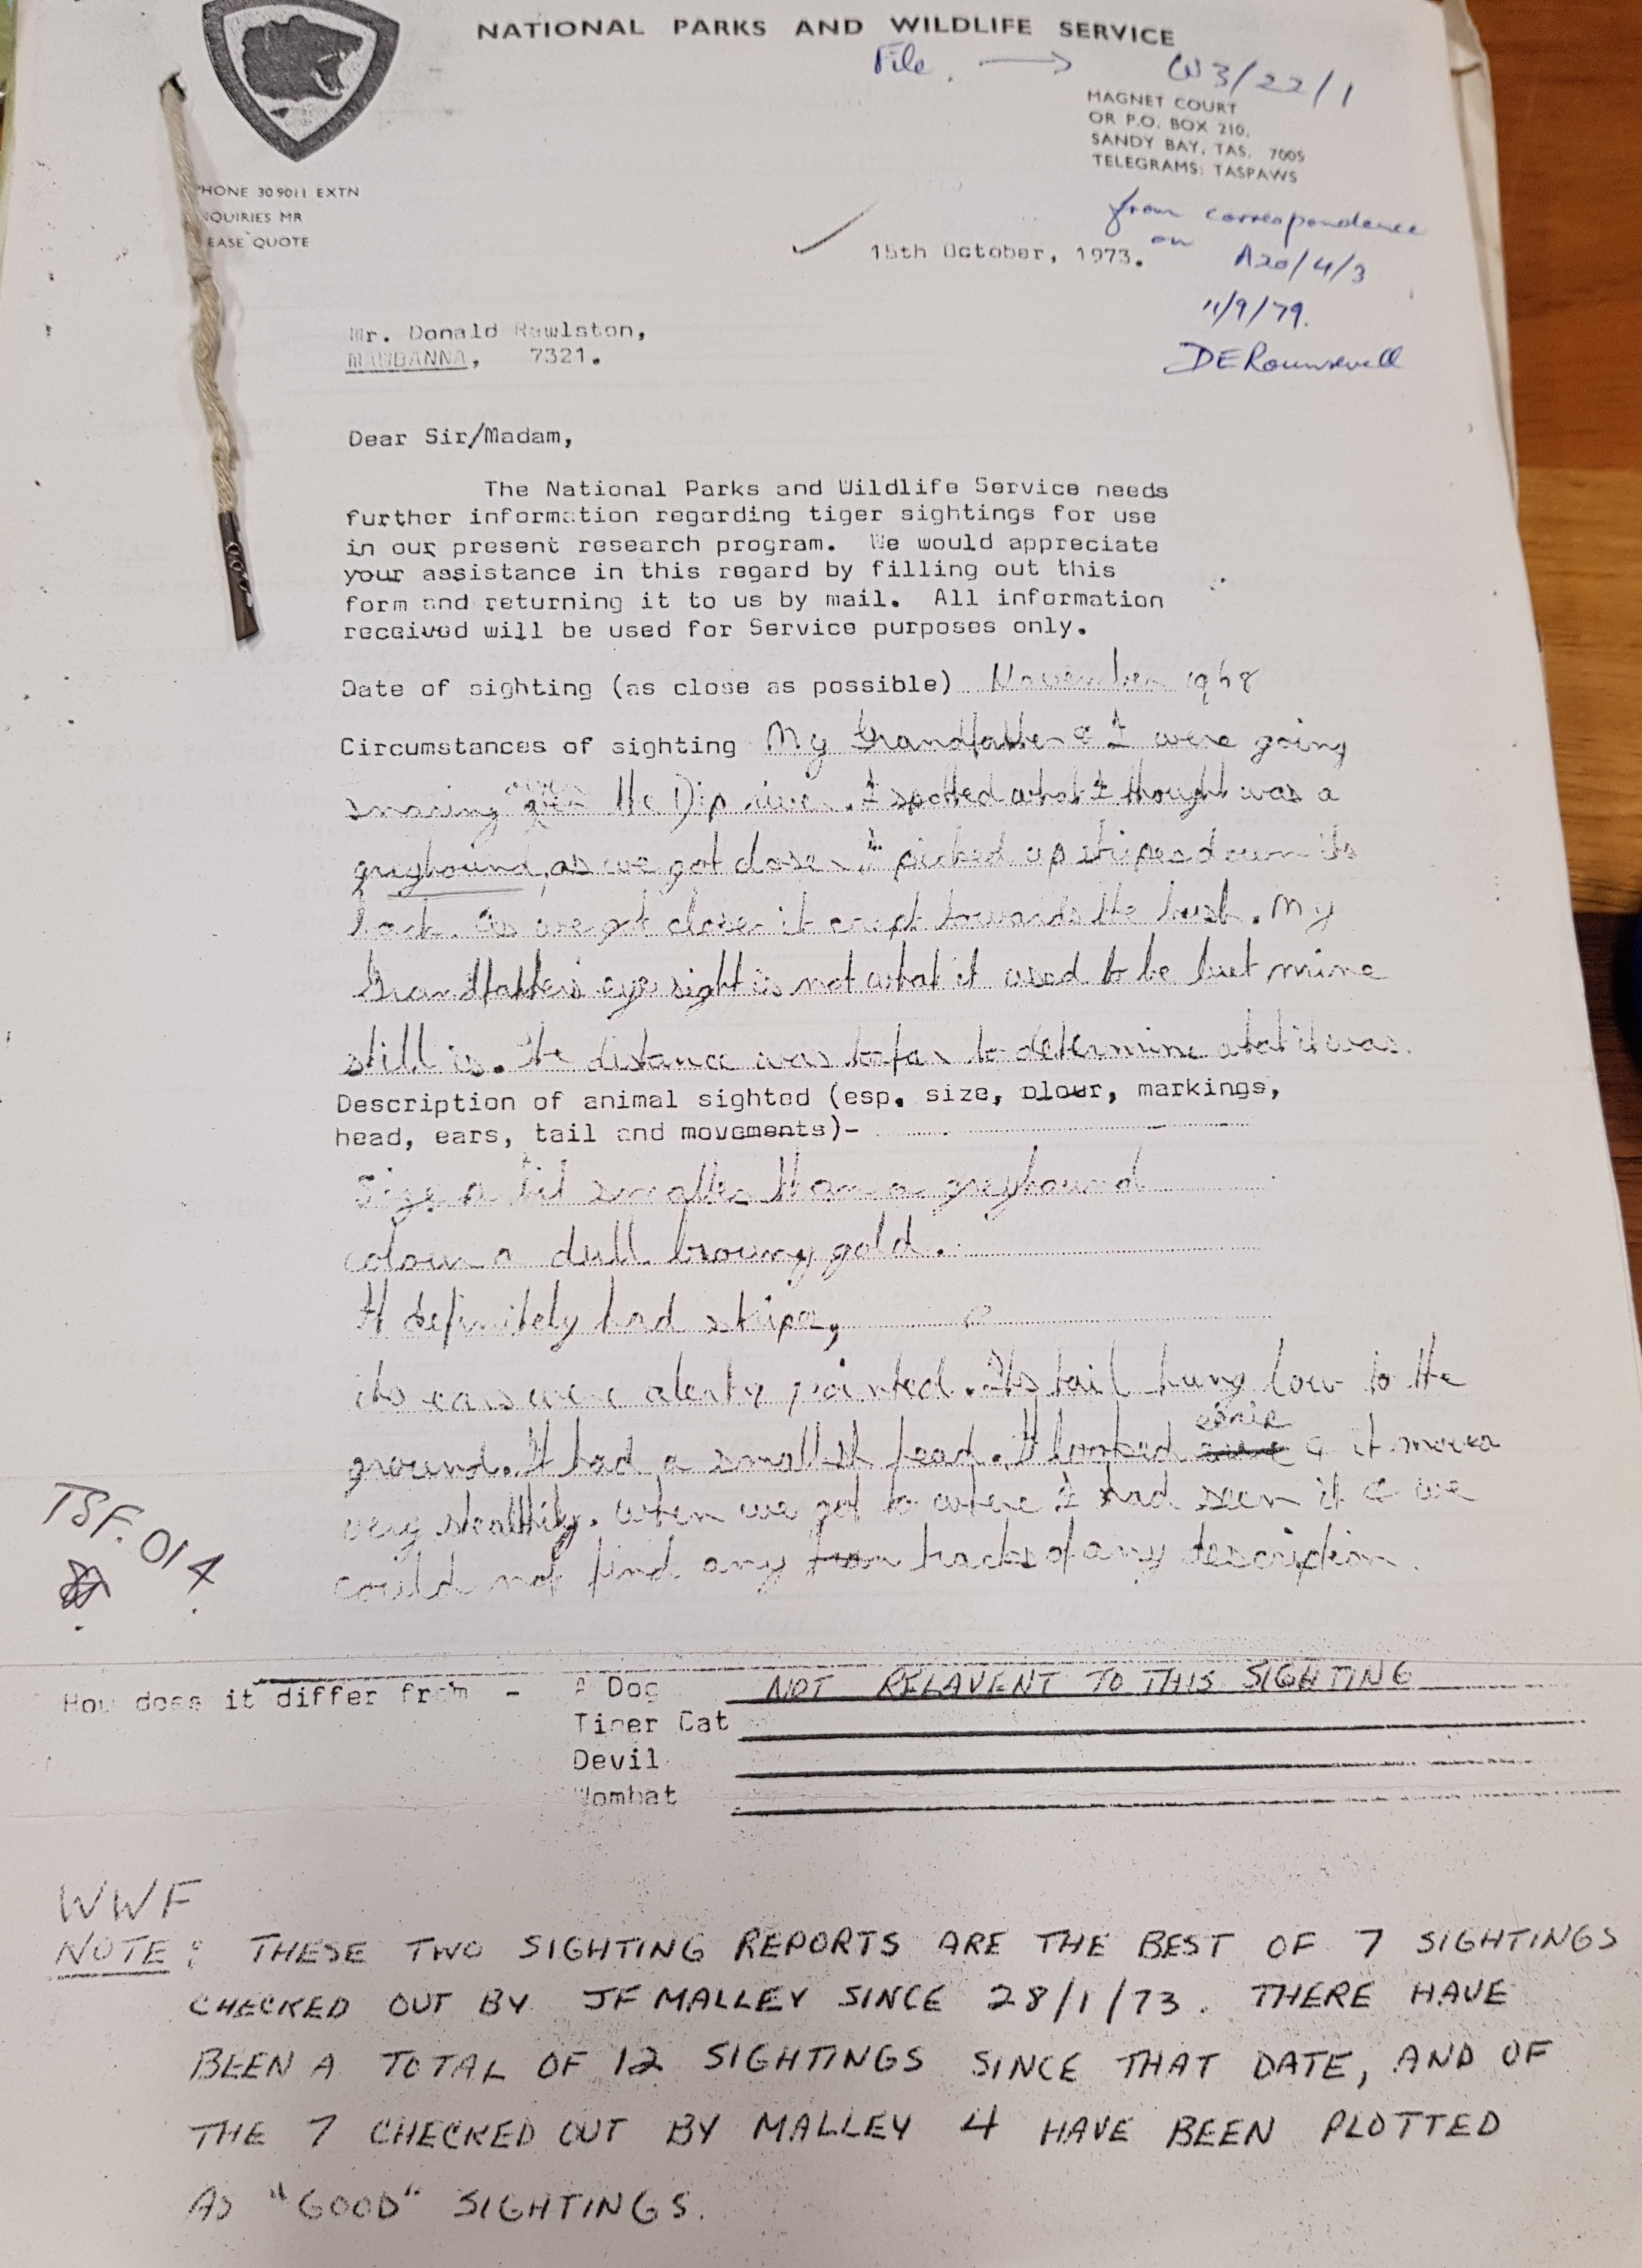 NATIONAL PARKS AND WILDLIFE SERVICE
File. → W3/22/1
MAGNET COURT
OR P.O. BOX 210,
SANDY BAY, TAS. 7005
TELEGRAMS: TASPAWS
HONE 30 9011 EXTN
QUIRIES MR
EASE QUOTE
from correspondence
on A20/4/3
15th October, 1973.
11/9/79.
DERounsevell
Mr. Donald Rawlston,
MAWBANNA, 7321.
Dear Sir/Madam,
The National Parks and Wildlife Service needs
further information regarding tiger sightings for use
in our present research program. We would appreciate
your assistance in this regard by filling out this
form and returning it to us by mail. All information
received will be used for Service purposes only.
Date of sighting (as close as possible) November 1968
Circumstances of sighting My Grandfather & I were going
snaring over the Dip river. I spotted what I thought was a
greyhound, as we got closer I picked up stripes down its
back. As we got closer it crept towards the bush. My
Grandfathers eye sight is not what it used to be but mine
still is. The distance was to far to determine what it was.
Description of animal sighted (esp. size, olour, markings,
head, ears, tail and movements)-
Size a bit smaller than a greyhound
colour a dull browny gold.
It definitely had stripes,
its ears were alert & pointed. Its tail hung low to the
ground. It had a smallish head. It looked eerie & it moved
very stealthily. When we got to where I had seen it & we
could not find any tracks of any description.
TSF.014
How does it differ from - A Dog NOT RELAVENT TO THIS SIGHTING
Tiger Cat
Devil
Wombat
WWF
NOTE: THESE TWO SIGHTING REPORTS ARE THE BEST OF 7 SIGHTINGS
CHECKED OUT BY JF MALLEY SINCE 28/1/73. THERE HAVE
BEEN A TOTAL OF 12 SIGHTINGS SINCE THAT DATE, AND OF
THE 7 CHECKED OUT BY MALLEY 4 HAVE BEEN PLOTTED
AS "GOOD" SIGHTINGS.